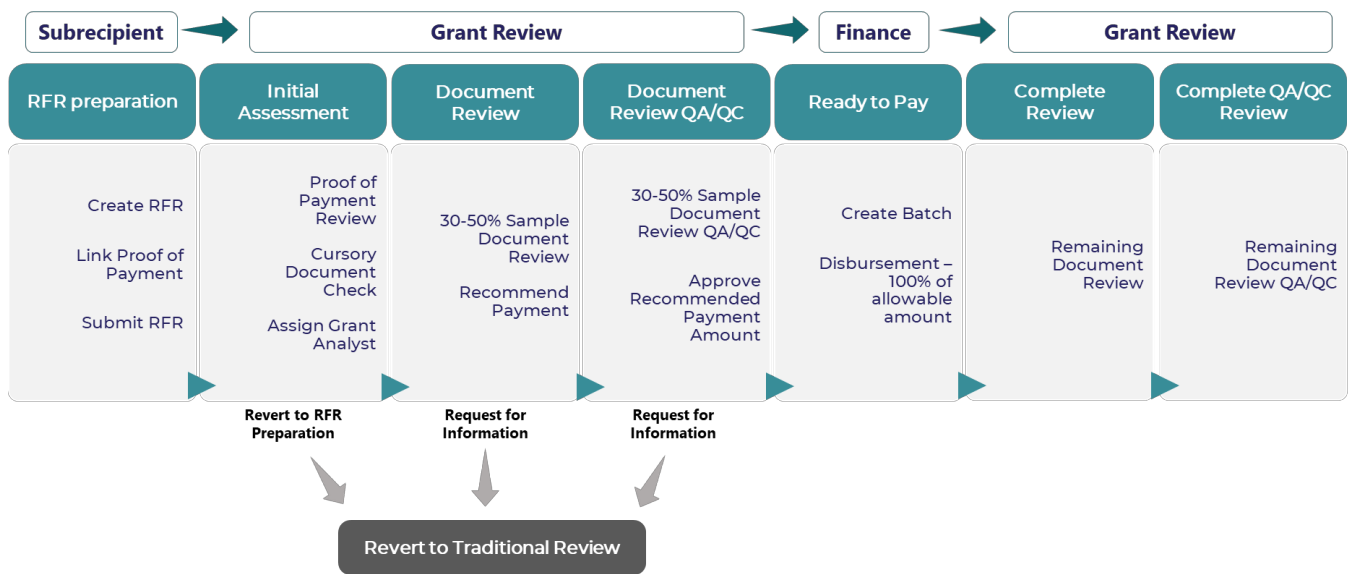 Subrecipient
Grant Review
Finance
Grant Review
RFR preparation
Initial
Assessment
Document
Review
Document
Review QA/QC
Ready to Pay
Complete
Review
Complete QA/QC
Review
Create RFR
Link Proof of
Payment
Submit RFR
Proof of
Payment
Review
Cursory
Document
Check
Assign Grant
Analyst
30-50% Sample
Document
Review
Recommend
Payment
30-50% Sample
Document
Review QA/QC
Approve
Recommended
Payment
Amount
Create Batch
Disbursement –
100% of
allowable
amount
Remaining
Document
Review
Remaining
Document
Review QA/QC
Revert to RFR
Preparation
Request for
Information
Request for
Information
Revert to Traditional Review